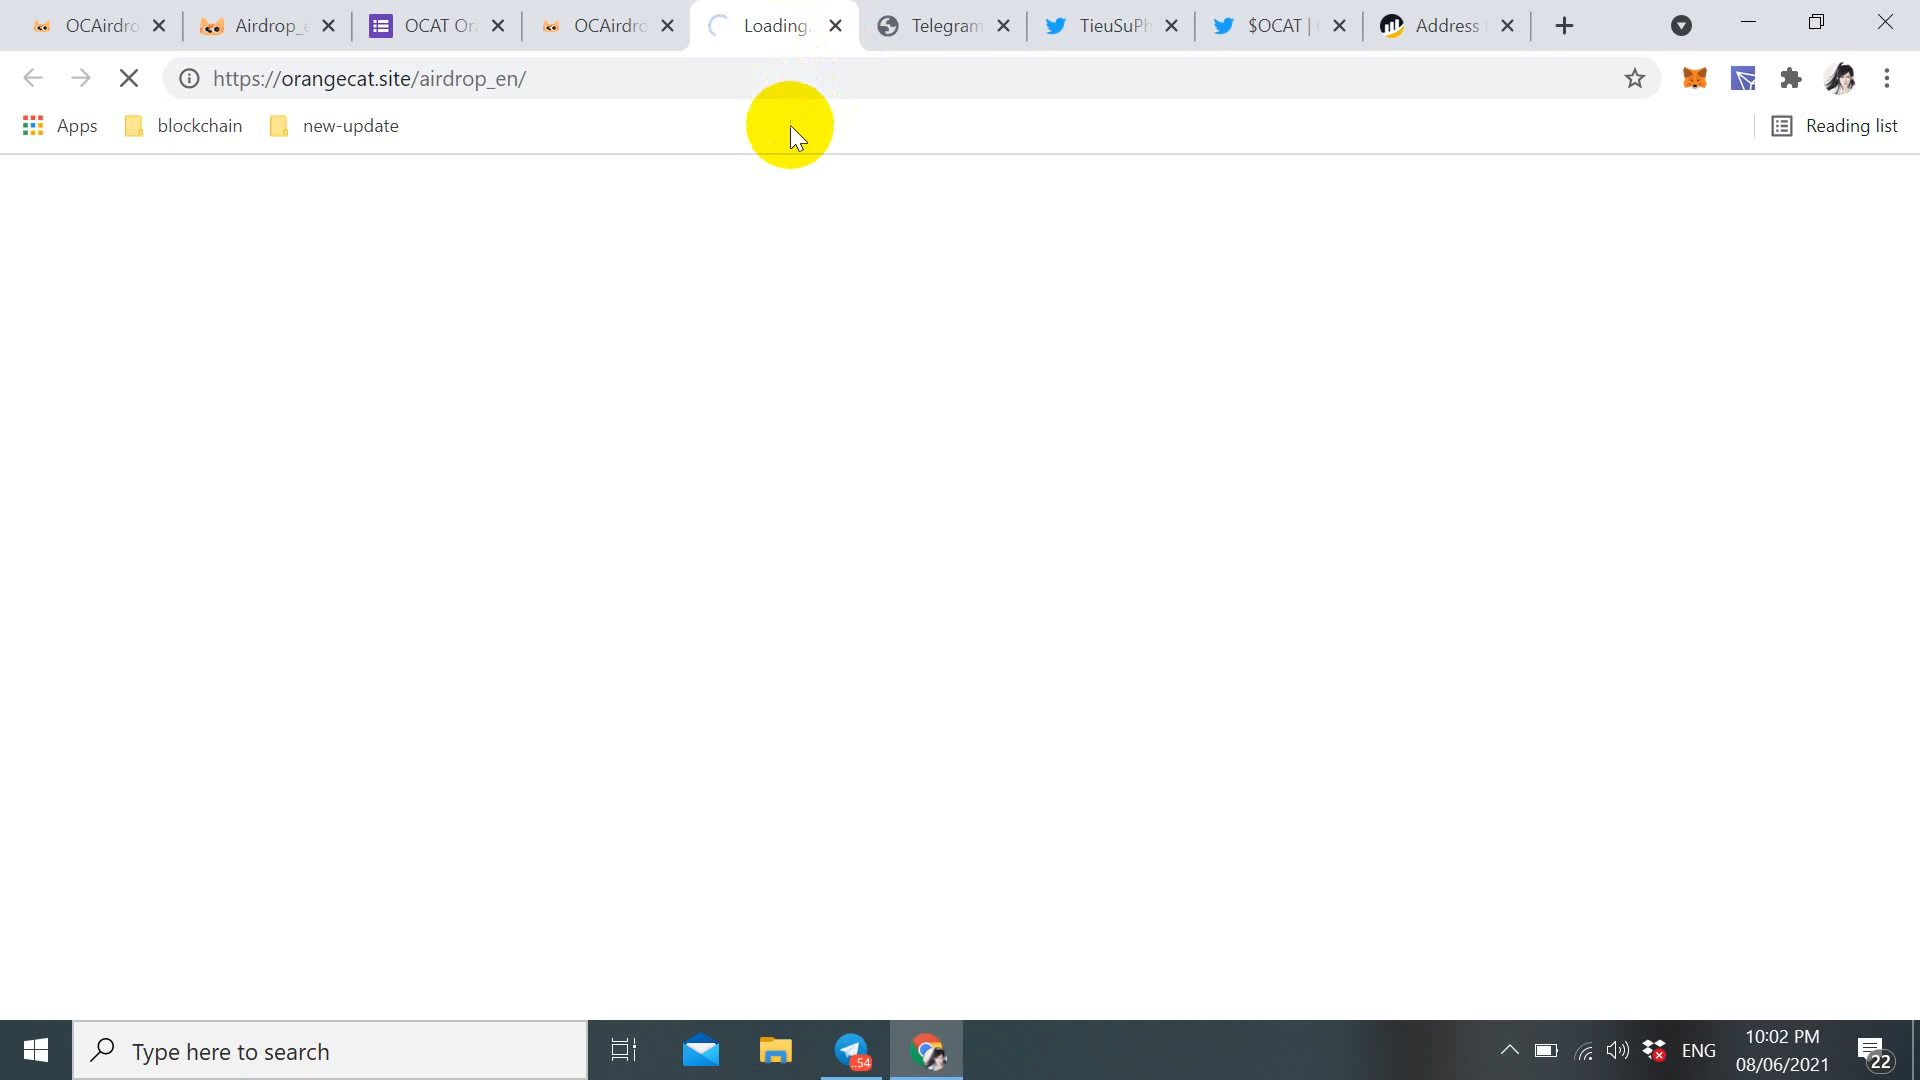 OCAirdro
Airdrop_e
OCAT Or
OCAirdro
Loading.
Telegram
TieuSuPh
$OCAT |
Address
https://orangecat.site/airdrop_en/
Apps
blockchain
new-update
Reading list
Type here to search
..54
ENG
10:02 PM
08/06/2021
22